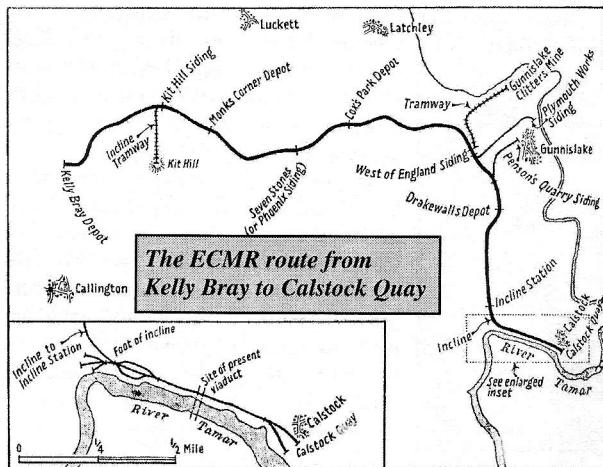 Luckett
Latchley
Kit Hill Siding
Monks Corner Depot
Cox's Park Depot
Gunnislake
Clitters Mine
Plymouth Works
Siding
Tramway
Incline
Tramway
Kit Hill
Kelly Bray Depot
Seven Stones
(or Phoenix Siding)
West of England Siding
Gunnislake
Penson's Quarry Siding
Drakewalls Depot
The ECMR route from
Kelly Bray to Calstock Quay
Callington
Incline Station
Incline
Calstock
Calstock Quay
River
Tamar
See enlarged
inset
Incline to
Incline Station
Foot of incline
Site of present
viaduct
River
Tamar
Calstock
Calstock Quay
0 1/4 1/2 Mile